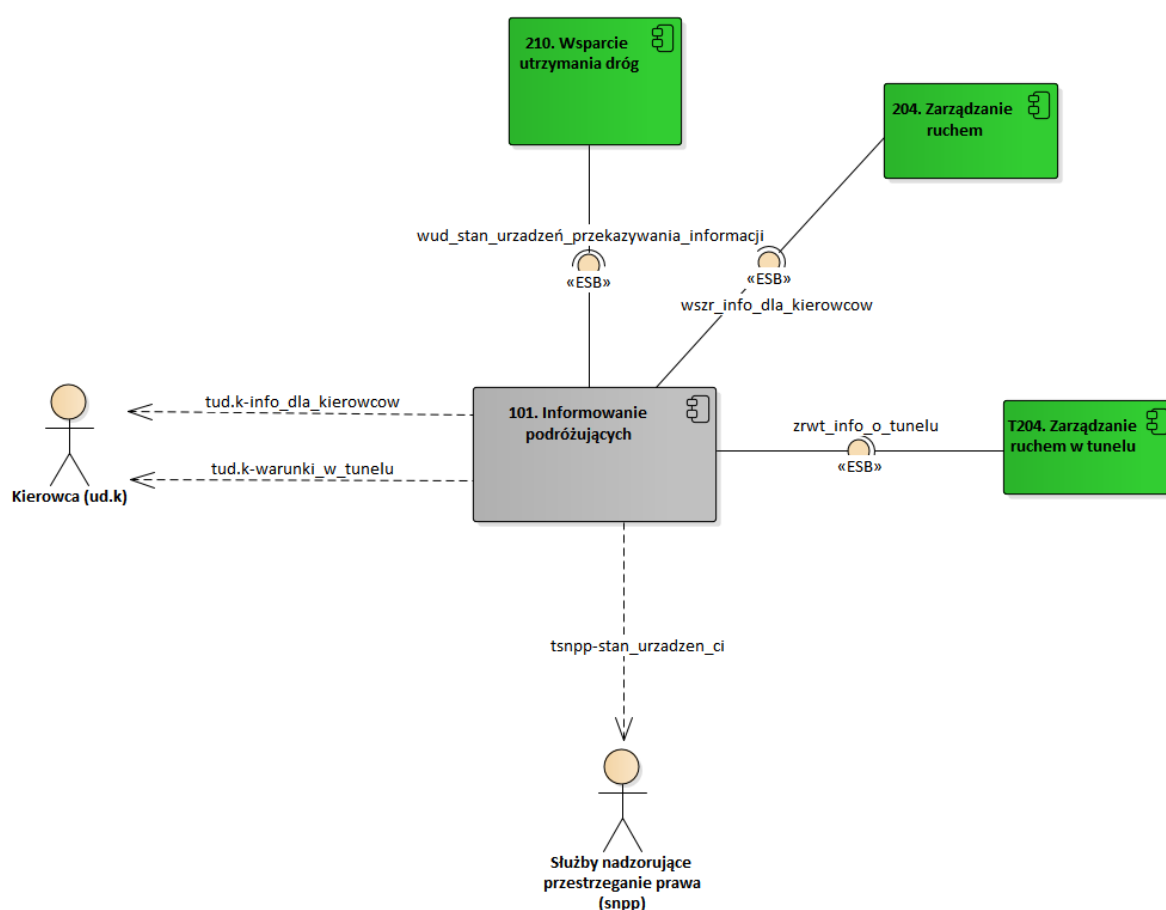 210. Wsparcie
utrzymania dróg
204. Zarządzanie
ruchem
wud_stan_urzadzeń_przekazywania_informacji
«ESB»
«ESB»
wszr_info_dla_kierowcow
101. Informowanie
podróżujących
tud.k-info_dla_kierowcow
tud.k-warunki_w_tunelu
Kierowca (ud.k)
zrwt_info_o_tunelu
«ESB»
T204. Zarządzanie
ruchem w tunelu
tsnpp-stan_urzadzen_ci
Służby nadzorujące
przestrzeganie prawa
(snpp)